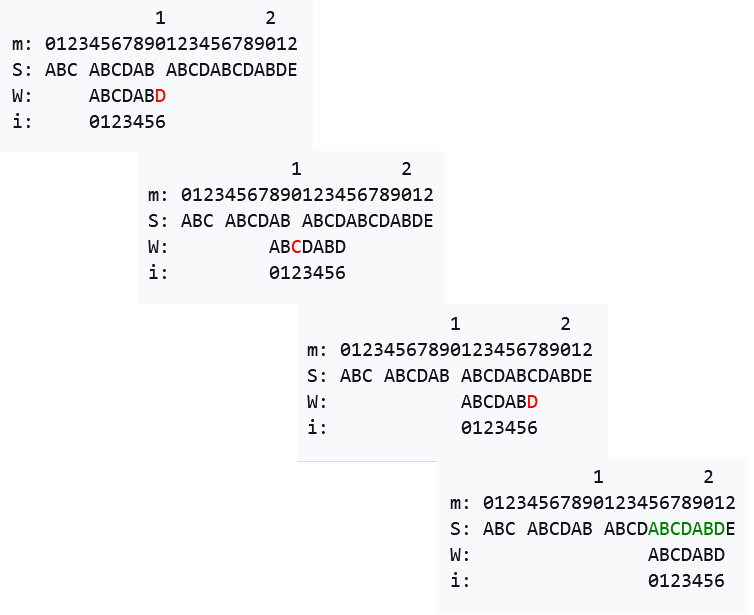 1         2
m: 01234567890123456789012
S: ABC ABCDAB ABCDABCDABDE
W:     ABCDABD
i:     0123456
             1         2
m: 01234567890123456789012
S: ABC ABCDAB ABCDABCDABDE
W:         ABCDABD
i:         0123456
             1         2
m: 01234567890123456789012
S: ABC ABCDAB ABCDABCDABDE
W:            ABCDABD
i:            0123456
             1         2
m: 01234567890123456789012
S: ABC ABCDAB ABCDABCDABDE
W:                ABCDABD
i:                0123456